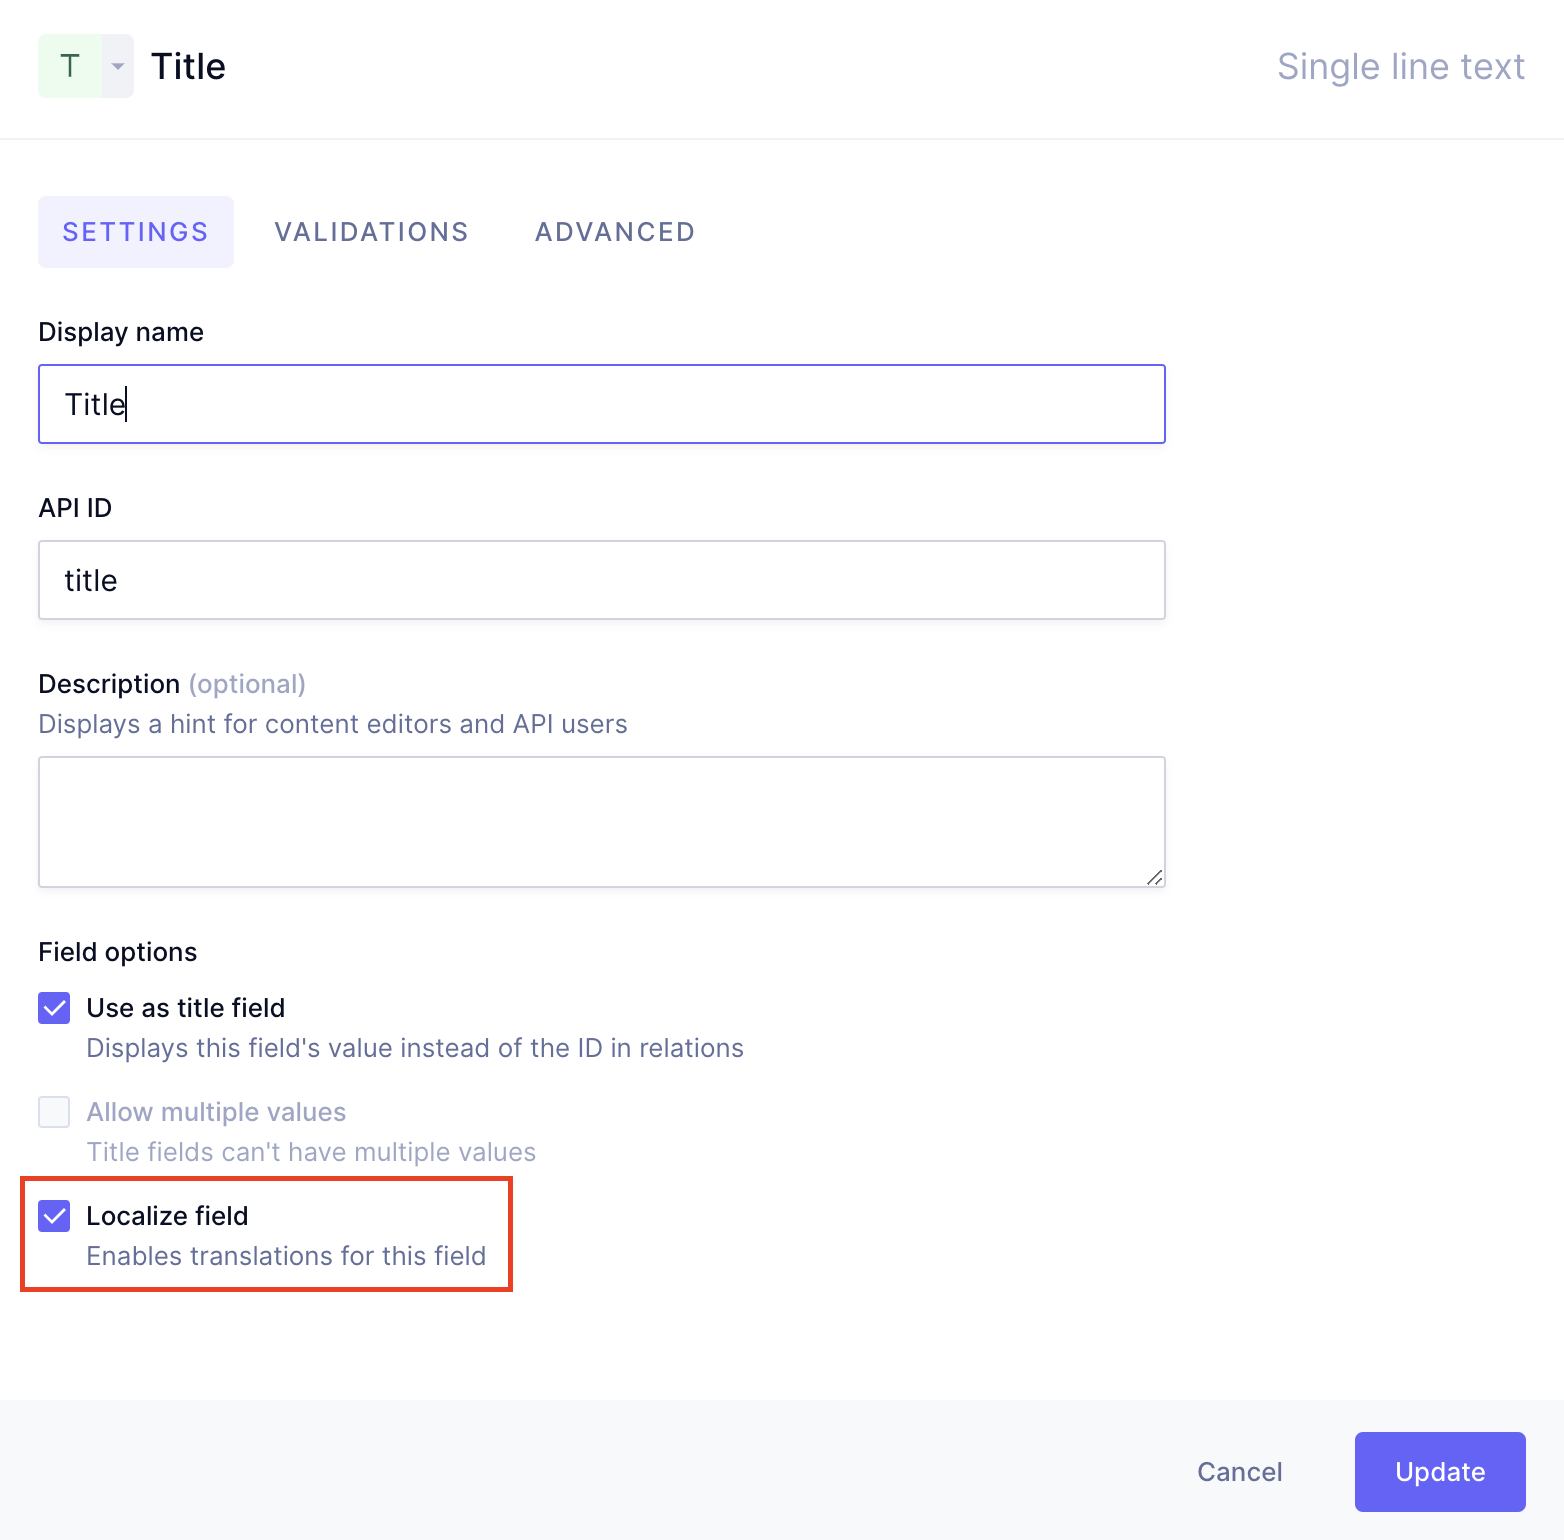 T
Title
Single line text
SETTINGS
VALIDATIONS
ADVANCED
Display name
Title
API ID
title
Description (optional)
Displays a hint for content editors and API users
Field options
Use as title field
Displays this field's value instead of the ID in relations
Allow multiple values
Title fields can't have multiple values
Localize field
Enables translations for this field
Cancel
Update